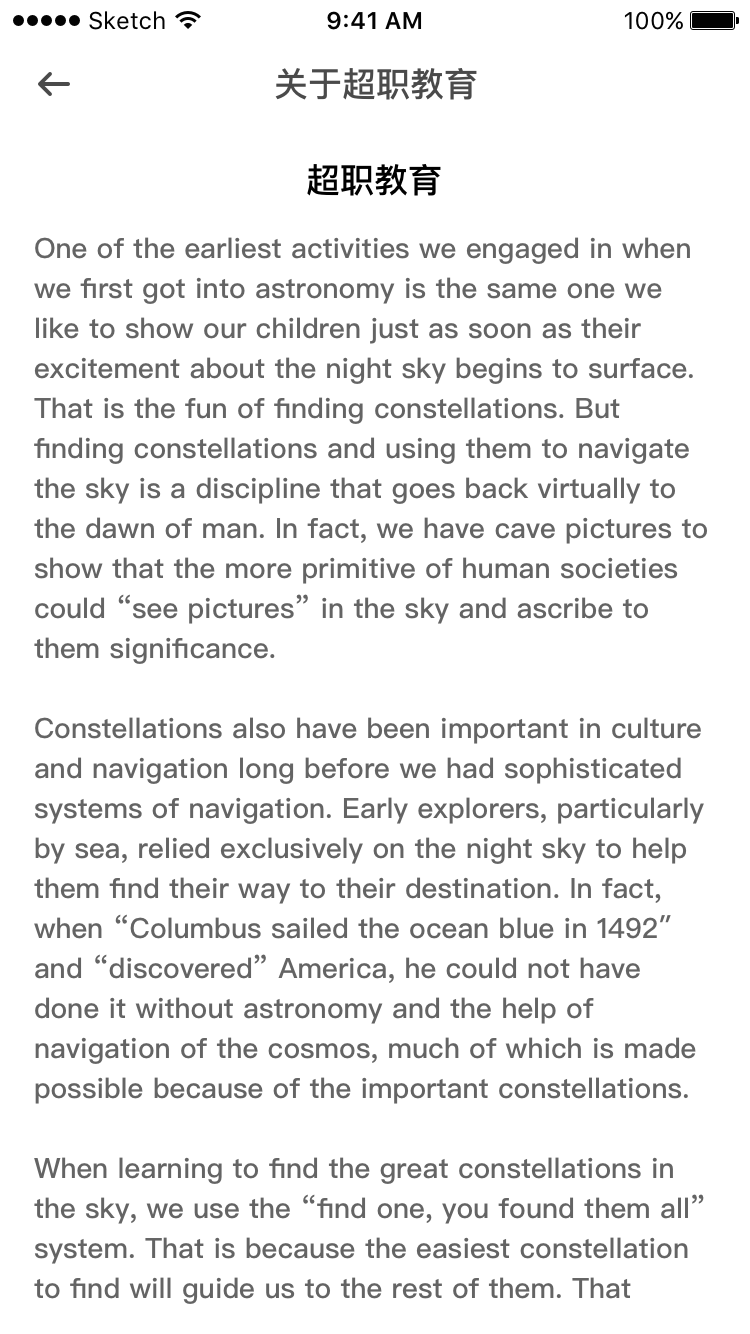 ●●●●● Sketch 9:41 AM 100%
关于超职教育
超职教育
One of the earliest activities we engaged in when
we first got into astronomy is the same one we
like to show our children just as soon as their
excitement about the night sky begins to surface.
That is the fun of finding constellations. But
finding constellations and using them to navigate
the sky is a discipline that goes back virtually to
the dawn of man. In fact, we have cave pictures to
show that the more primitive of human societies
could “see pictures” in the sky and ascribe to
them significance.
Constellations also have been important in culture
and navigation long before we had sophisticated
systems of navigation. Early explorers, particularly
by sea, relied exclusively on the night sky to help
them find their way to their destination. In fact,
when “Columbus sailed the ocean blue in 1492″
and “discovered” America, he could not have
done it without astronomy and the help of
navigation of the cosmos, much of which is made
possible because of the important constellations.
When learning to find the great constellations in
the sky, we use the “find one, you found them all”
system. That is because the easiest constellation
to find will guide us to the rest of them. That